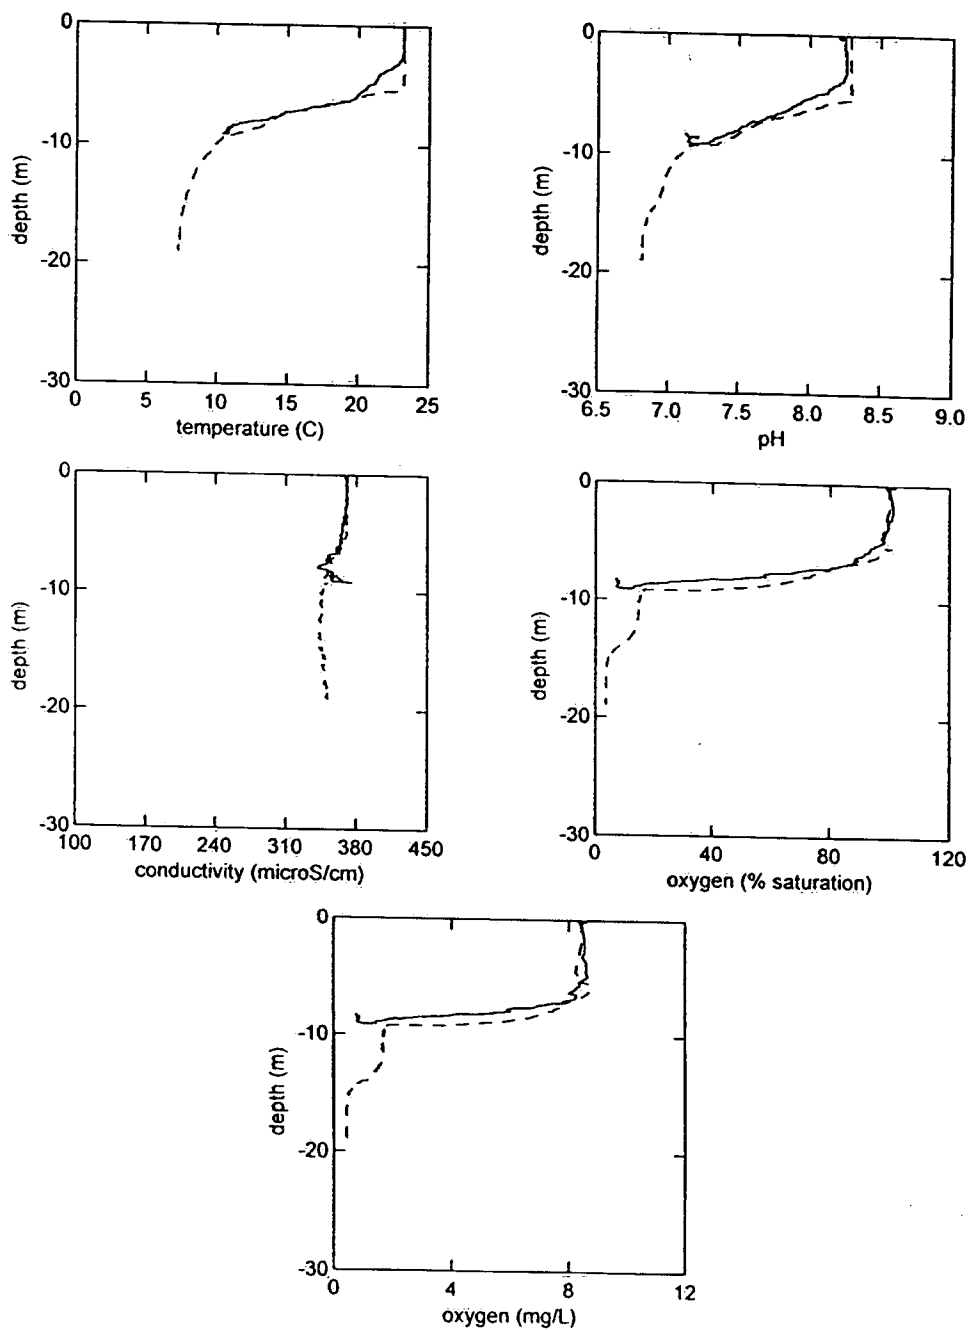 0
-10
-20
-30
depth (m)
0 5 10 15 20 25
temperature (C)
0
-10
-20
-30
depth (m)
6.5 7.0 7.5 8.0 8.5 9.0
pH
0
-10
-20
-30
depth (m)
100 170 240 310 380 450
conductivity (microS/cm)
0
-10
-20
-30
depth (m)
0 40 80 120
oxygen (% saturation)
0
-10
-20
-30
depth (m)
0 4 8 12
oxygen (mg/L)